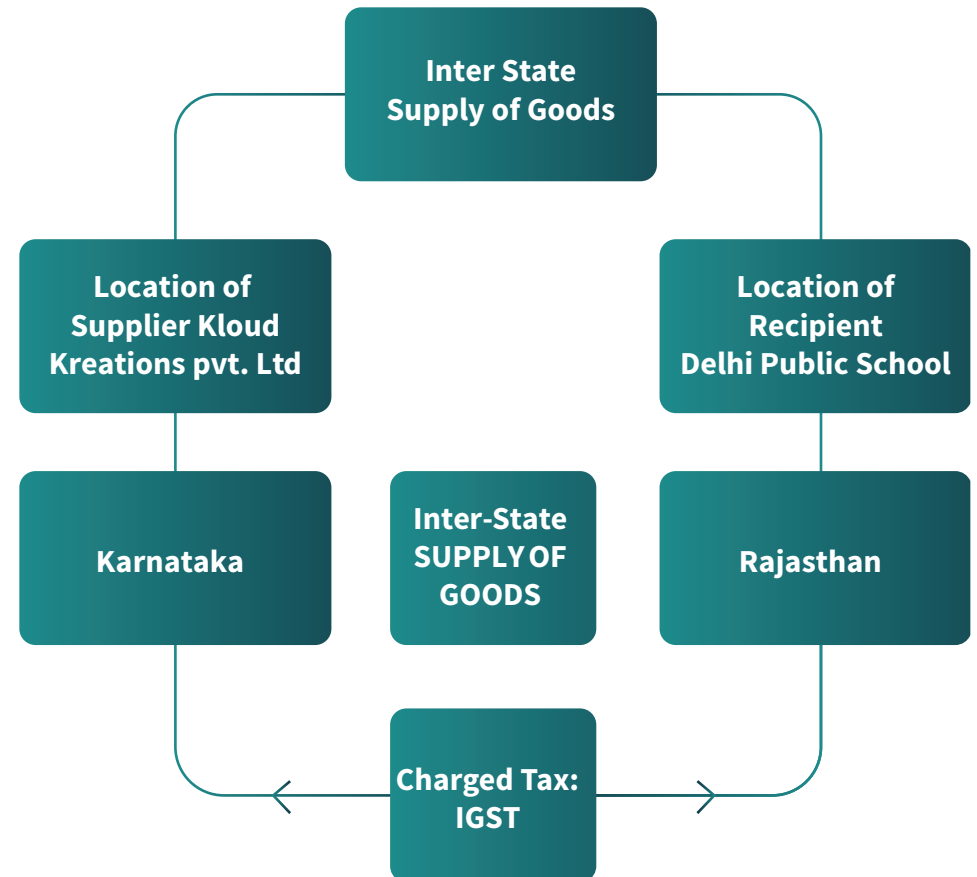 Inter State
Supply of Goods
Location of
Supplier Kloud
Kreations pvt. Ltd
Location of
Recipient
Delhi Public School
Karnataka
Inter-State
SUPPLY OF
GOODS
Rajasthan
Charged Tax:
IGST